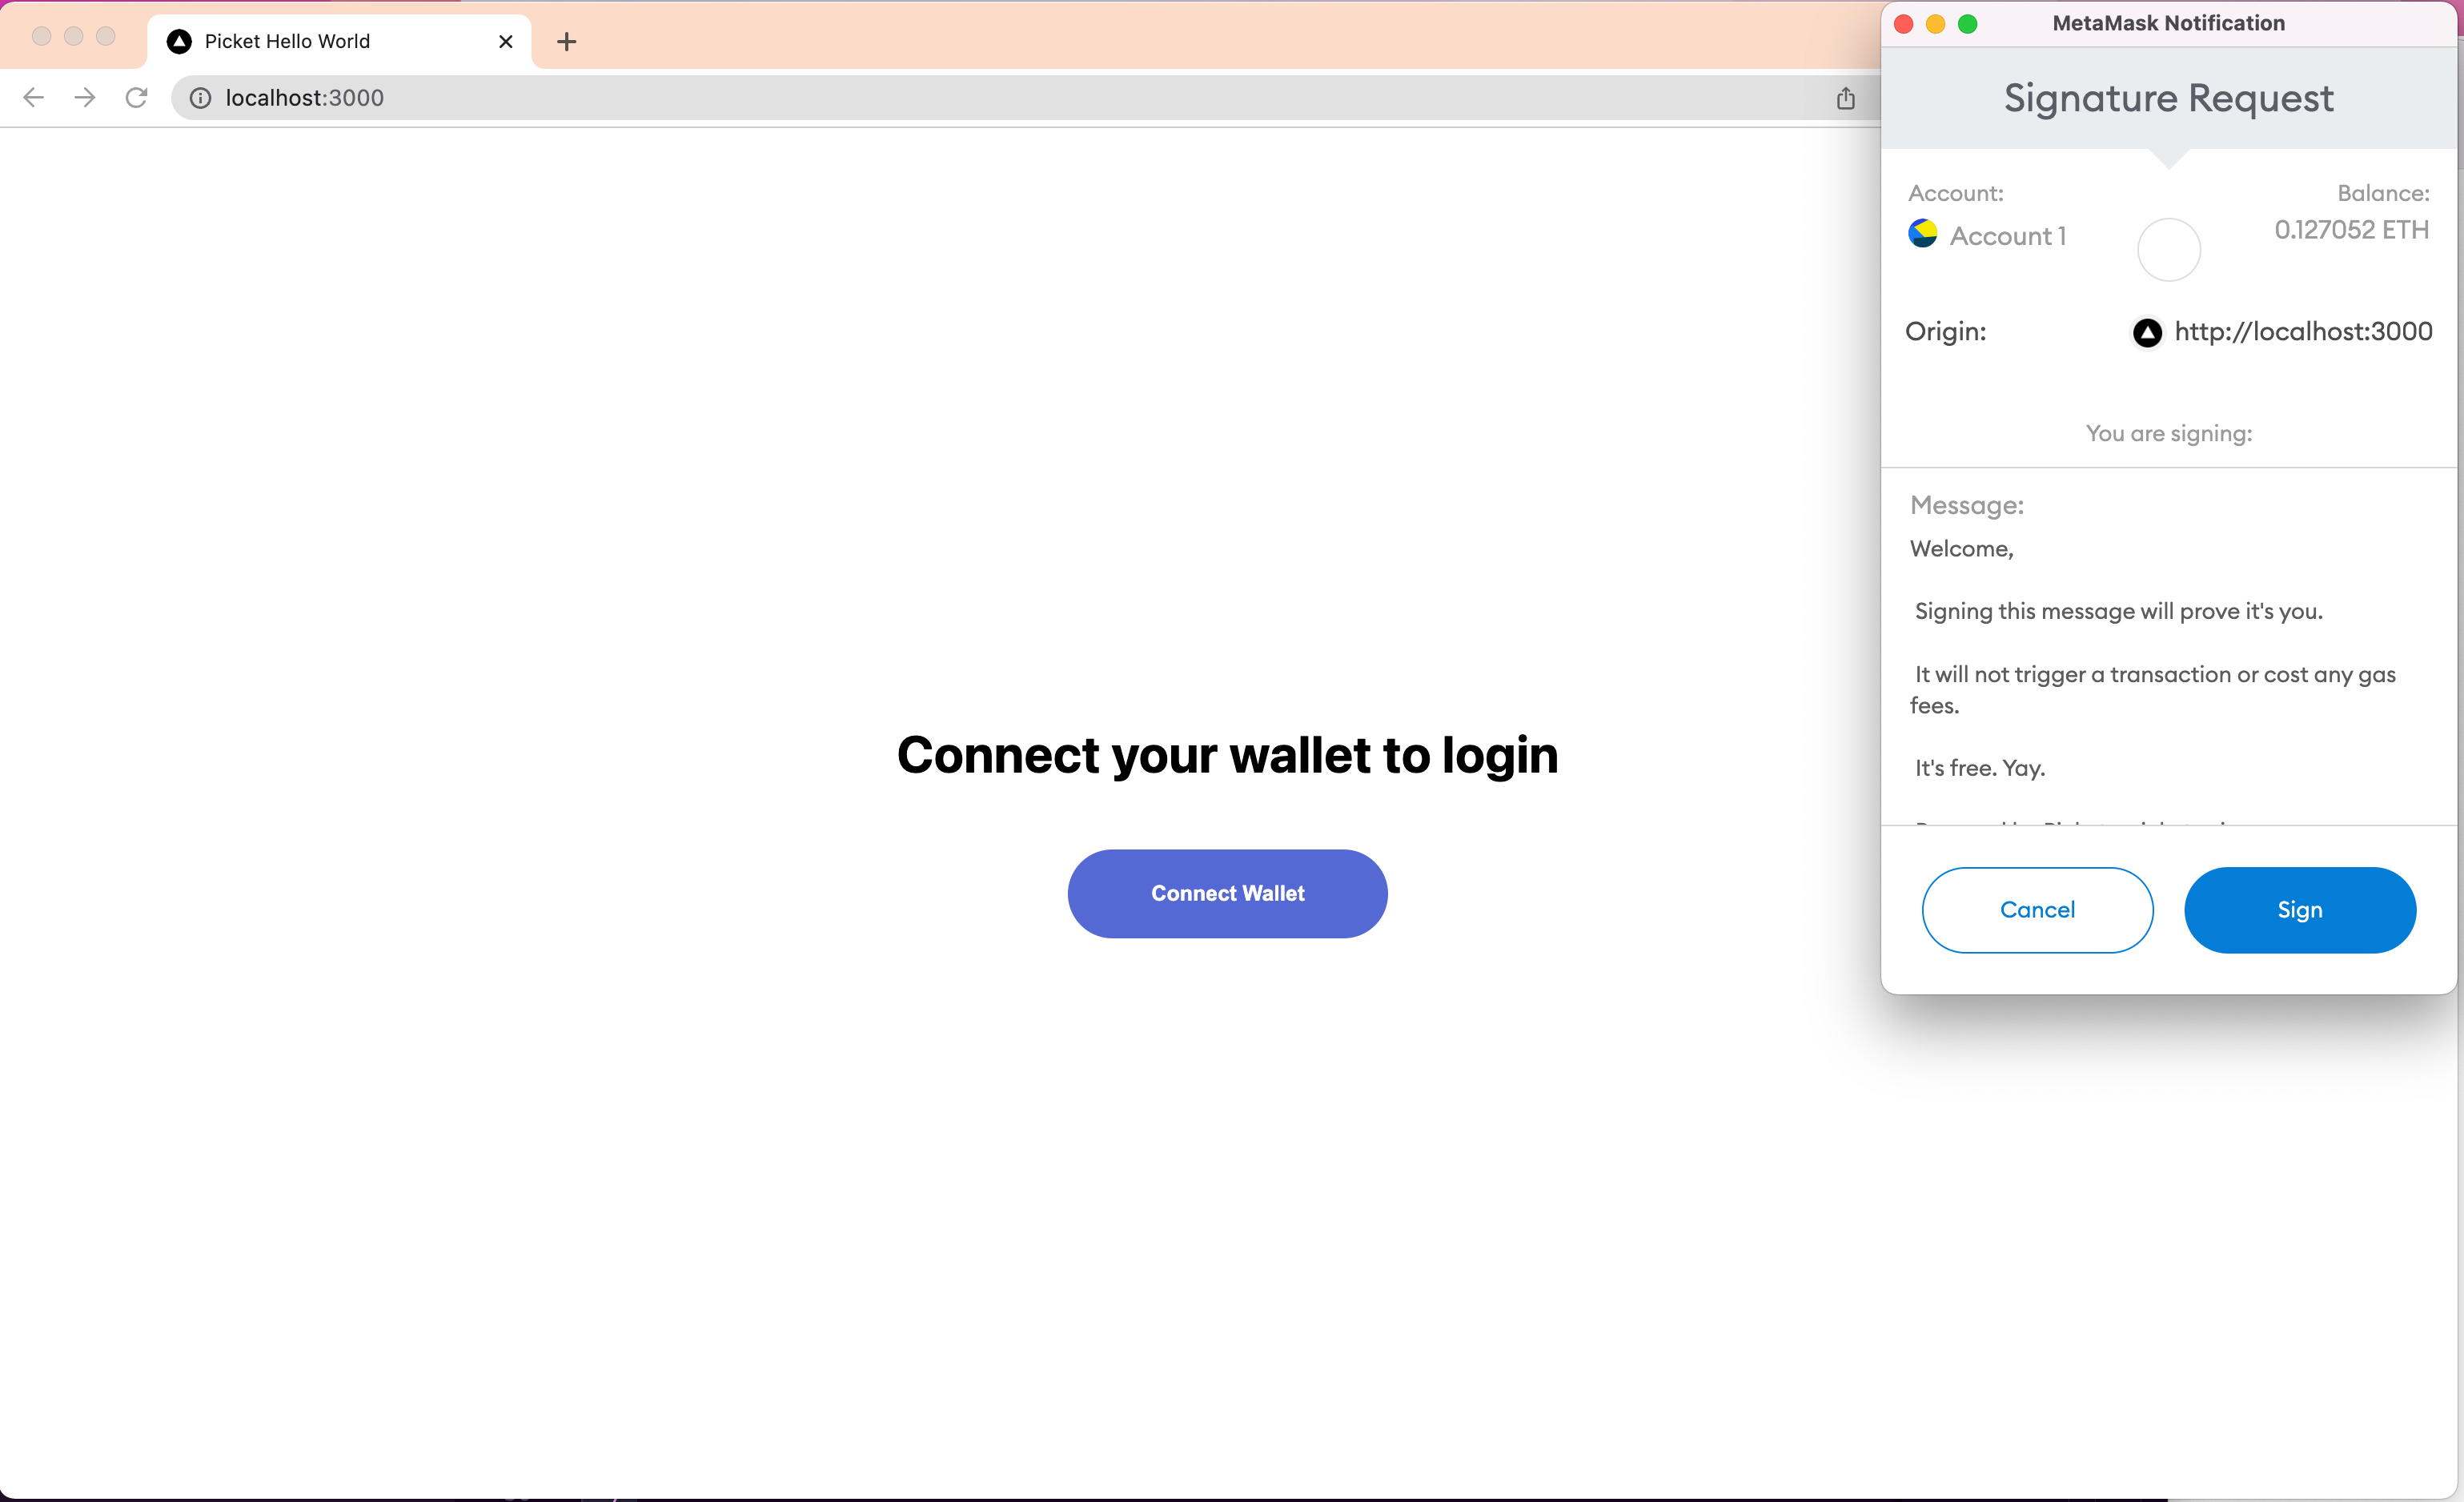 Picket Hello World
localhost:3000
Connect your wallet to login
Connect Wallet
MetaMask Notification
Signature Request
Account:
Balance:
Account 1
0.127052 ETH
Origin:
http://localhost:3000
You are signing:
Message:
Welcome,
Signing this message will prove it's you.
It will not trigger a transaction or cost any gas
fees.
It's free. Yay.
Cancel
Sign